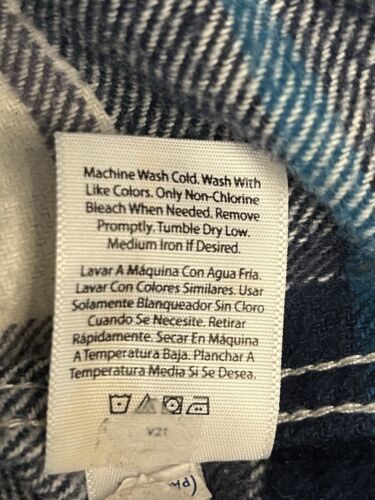 Machine Wash Cold. Wash With
Like Colors. Only Non-Chlorine
Bleach When Needed. Remove
Promptly. Tumble Dry Low.
Medium Iron If Desired.
Lavar A Máquina Con Agua Fría.
Lavar Con Colores Similares. Usar
Solamente Blanqueador Sin Cloro
Cuando Se Necesite. Retirar
Rápidamente. Secar En Máquina
A Temperatura Baja. Planchar A
Temperatura Media Si Se Desea.
V21